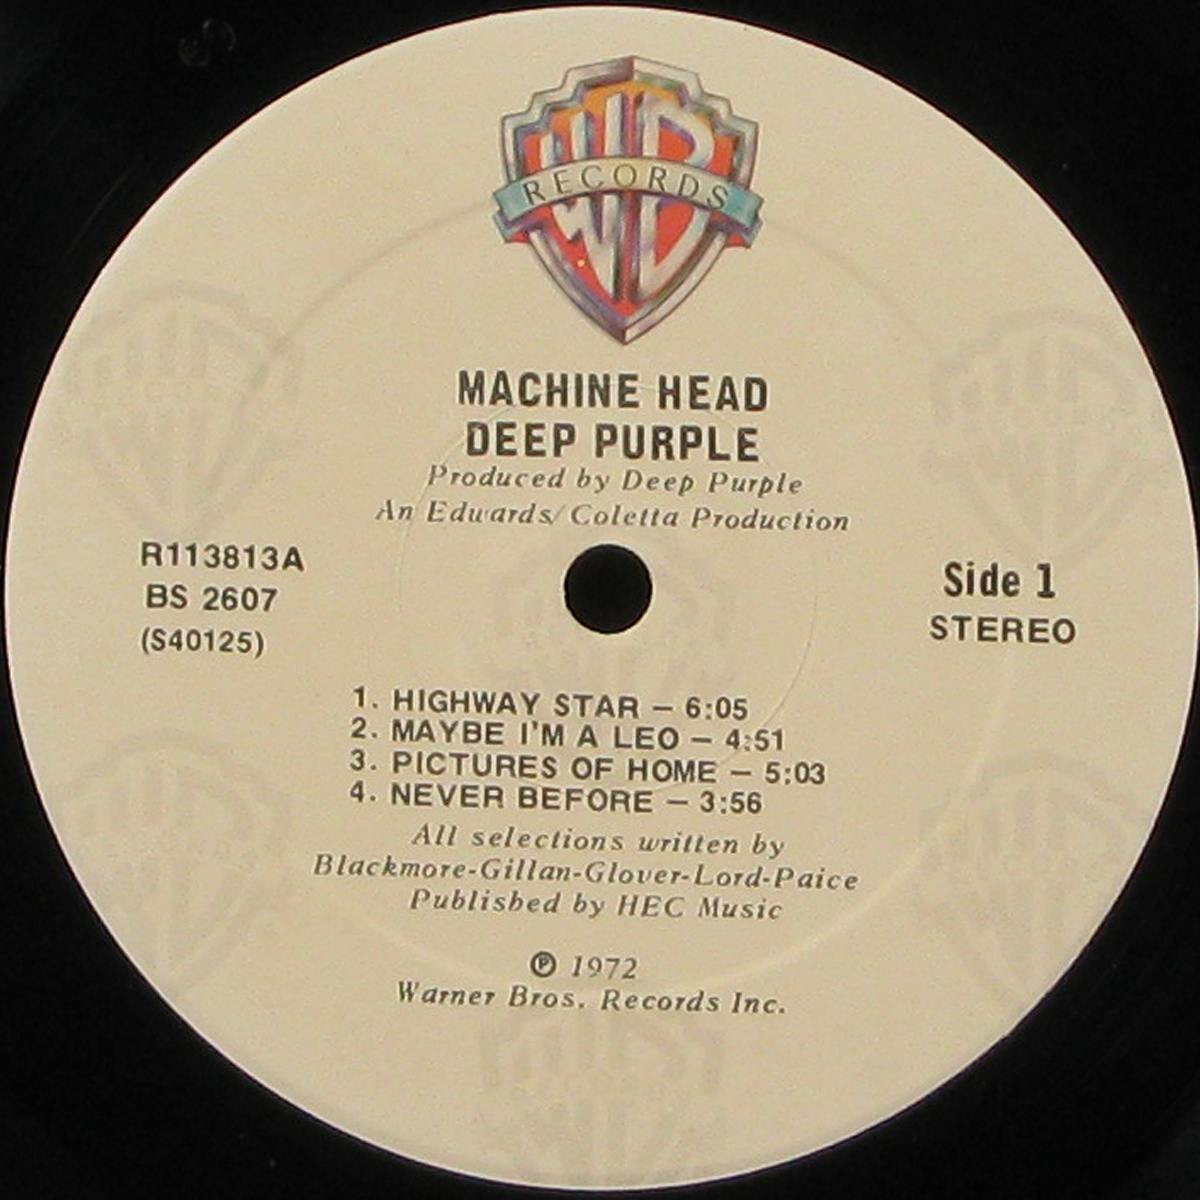 WB
RECORDS
MACHINE HEAD
DEEP PURPLE
Produced by Deep Purple
An Edwards/Coletta Production
R113813A
BS 2607
(S40125)
Side 1
STEREO
1. HIGHWAY STAR — 6:05
2. MAYBE I'M A LEO — 4:51
3. PICTURES OF HOME — 5:03
4. NEVER BEFORE — 3:56
All selections written by
Blackmore-Gillan-Glover-Lord-Paice
Published by HEC Music
℗ 1972
Warner Bros. Records Inc.